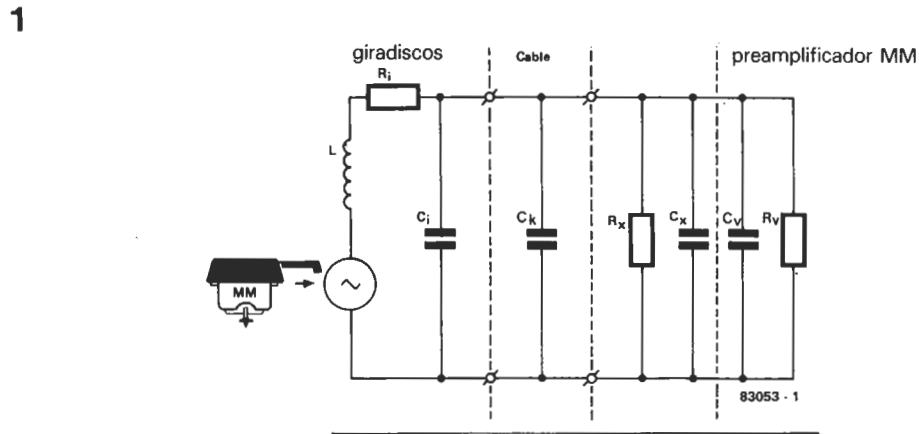 1
giradiscos
Cable
preamplificador MM
Ri
L
Ci
Ck
Rx
Cx
Cv
Rv
MM
83053 - 1